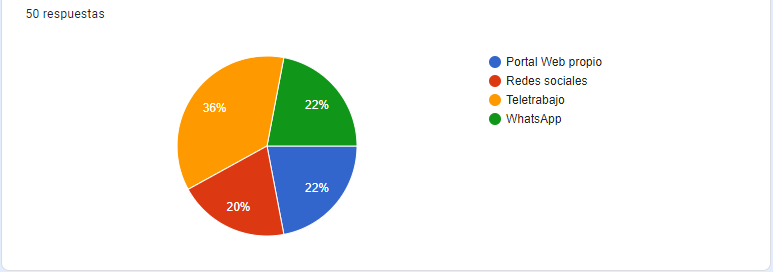 50 respuestas
Portal Web propio
Redes sociales
Teletrabajo
WhatsApp
36%
22%
22%
20%